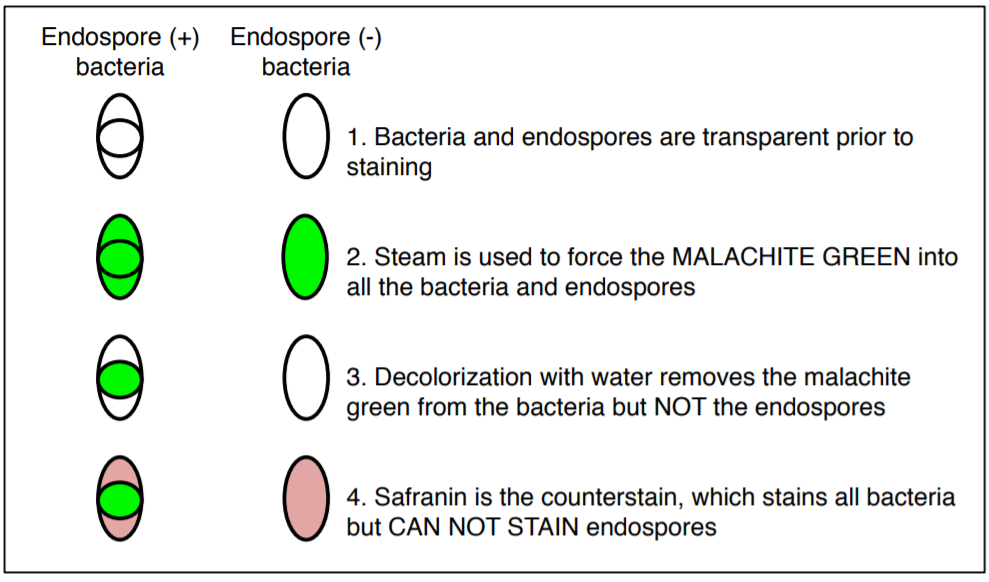 Endospore (+) Endospore (-)
bacteria bacteria
1. Bacteria and endospores are transparent prior to
staining
2. Steam is used to force the MALACHITE GREEN into
all the bacteria and endospores
3. Decolorization with water removes the malachite
green from the bacteria but NOT the endospores
4. Safranin is the counterstain, which stains all bacteria
but CAN NOT STAIN endospores